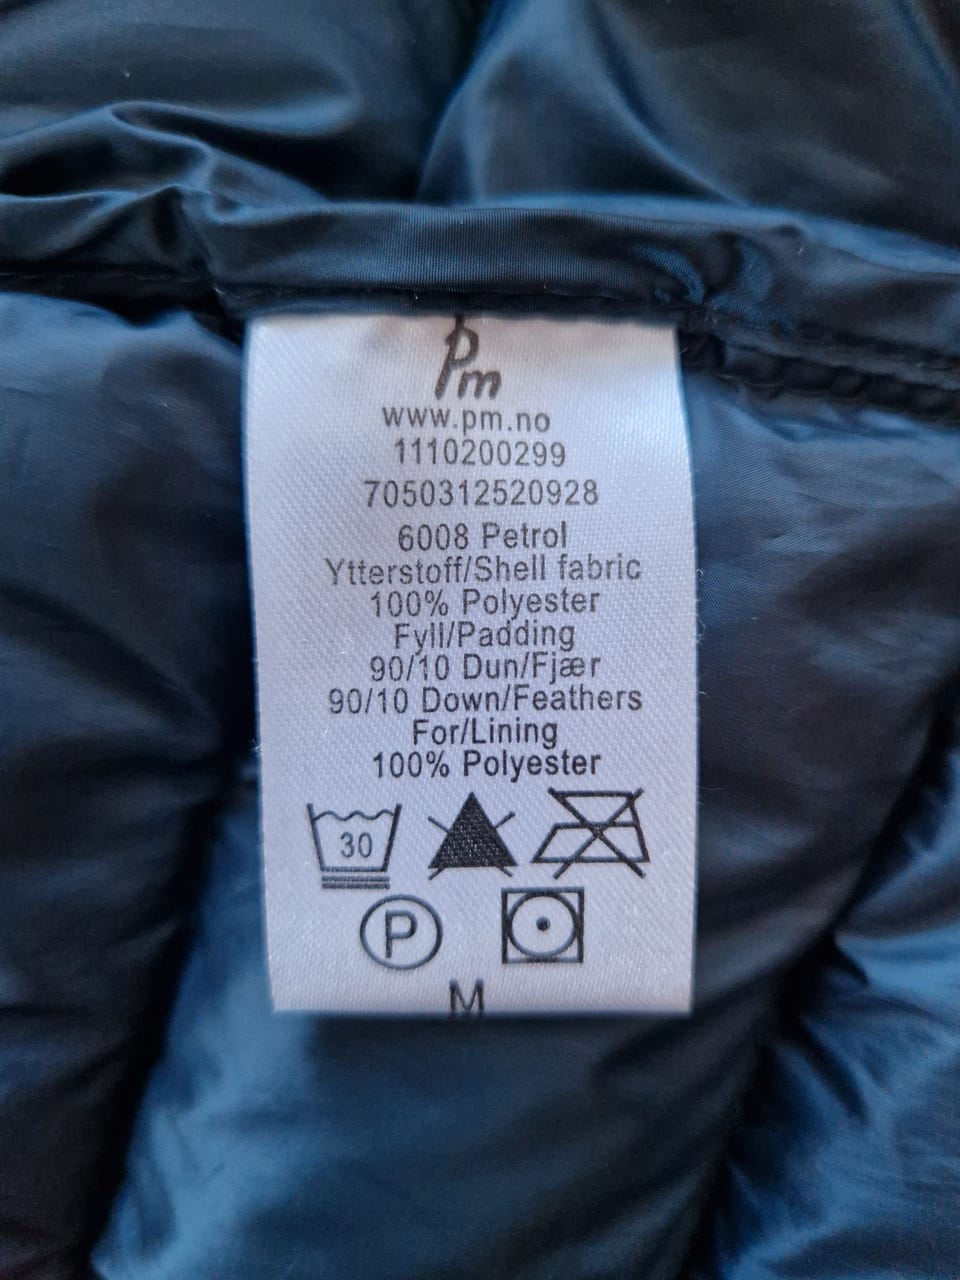 Pm
www.pm.no
1110200299
7050312520928
6008 Petrol
Ytterstoff/Shell fabric
100% Polyester
Fyll/Padding
90/10 Dun/Fjær
90/10 Down/Feathers
For/Lining
100% Polyester
30
P
M